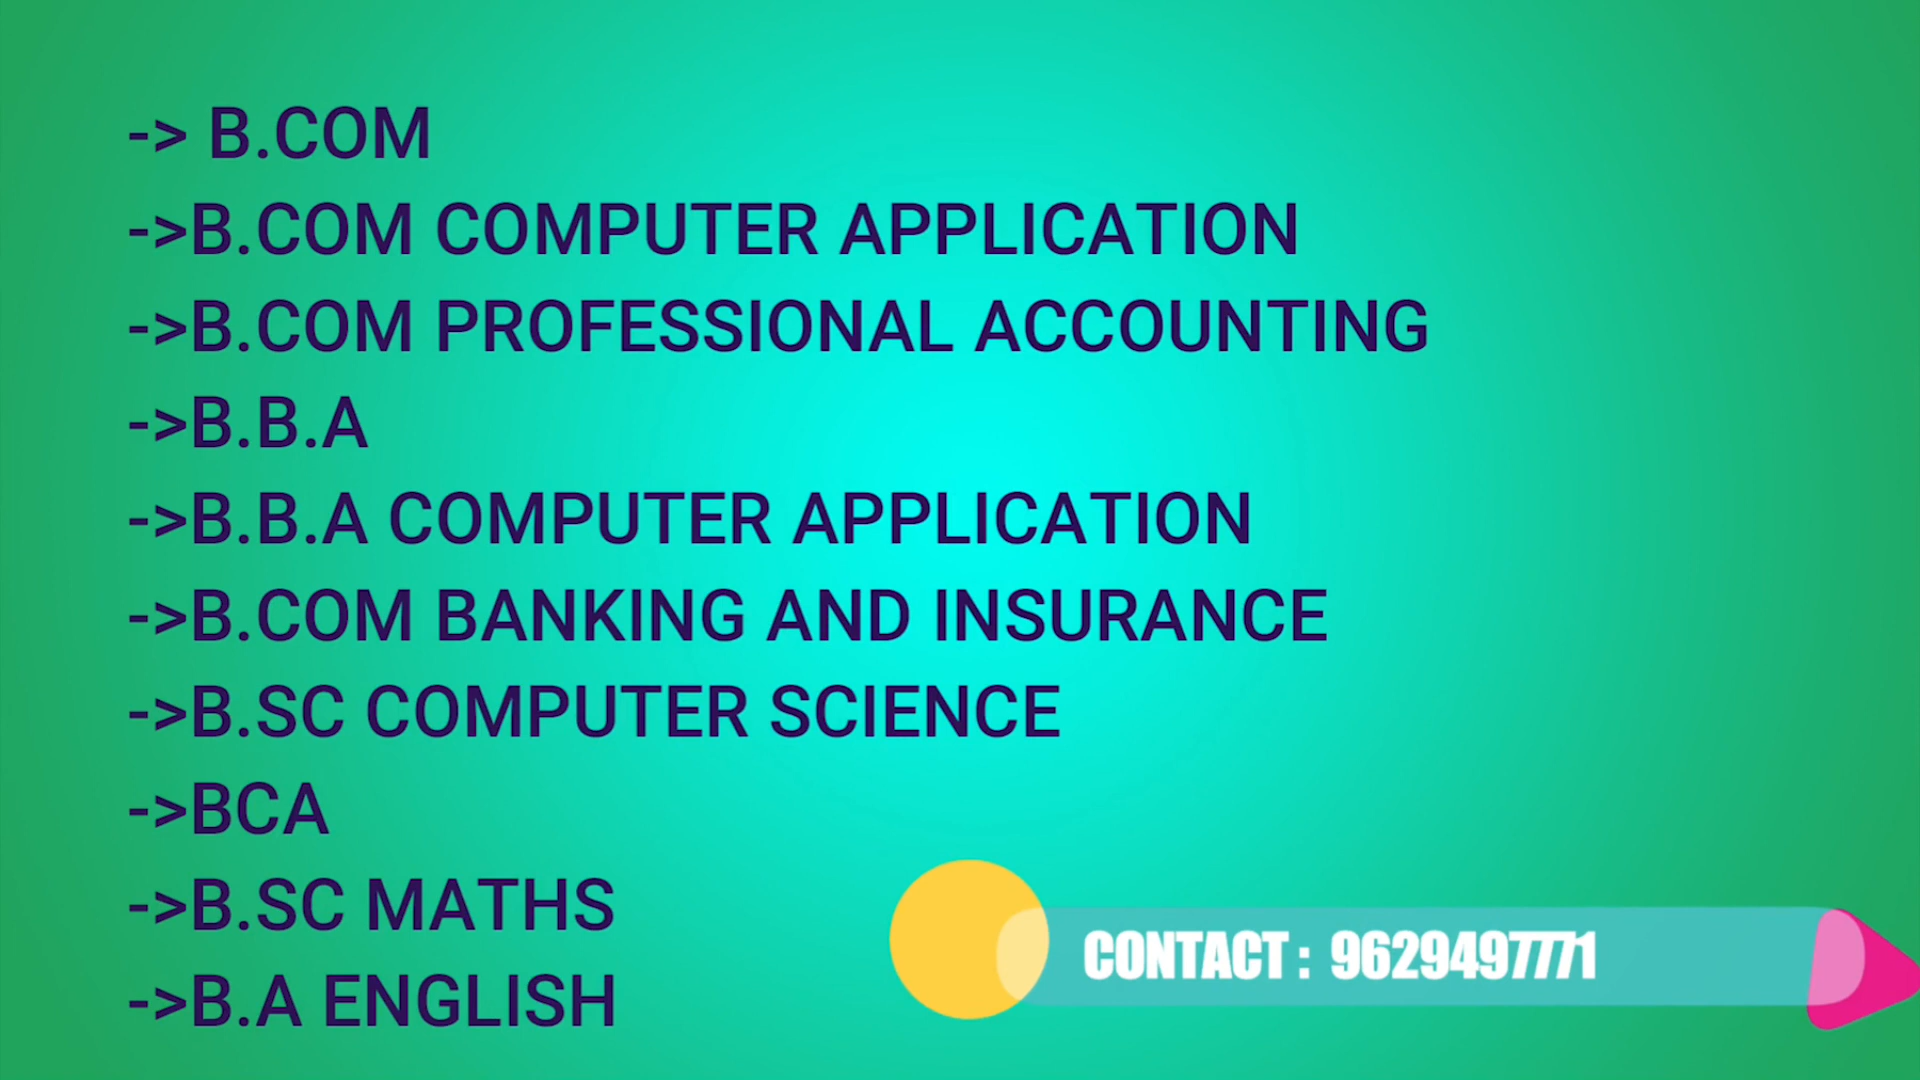 -> B.COM
->B.COM COMPUTER APPLICATION
->B.COM PROFESSIONAL ACCOUNTING
->B.B.A
->B.B.A COMPUTER APPLICATION
->B.COM BANKING AND INSURANCE
->B.SC COMPUTER SCIENCE
->BCA
->B.SC MATHS
->B.A ENGLISH
CONTACT : 9629497771